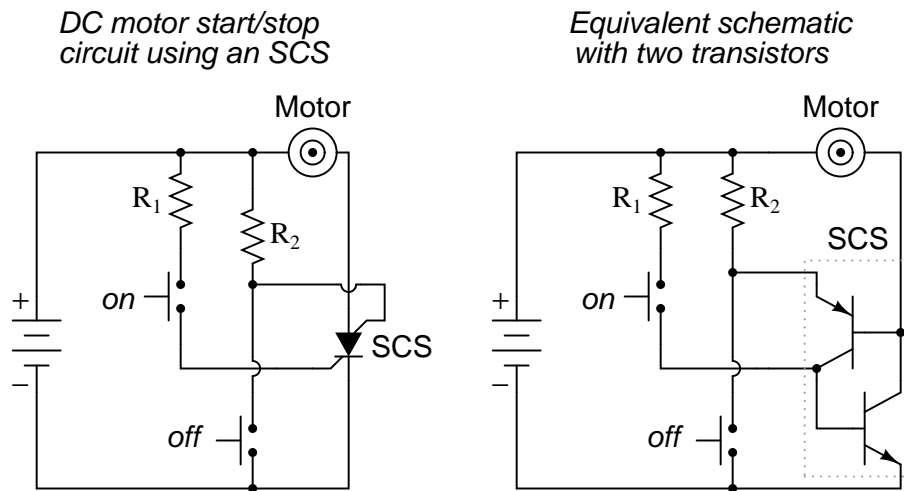 DC motor start/stop
circuit using an SCS
Motor
R1
R2
+
on
−
SCS
off
Equivalent schematic
with two transistors
Motor
R1
R2
SCS
+
on
−
off